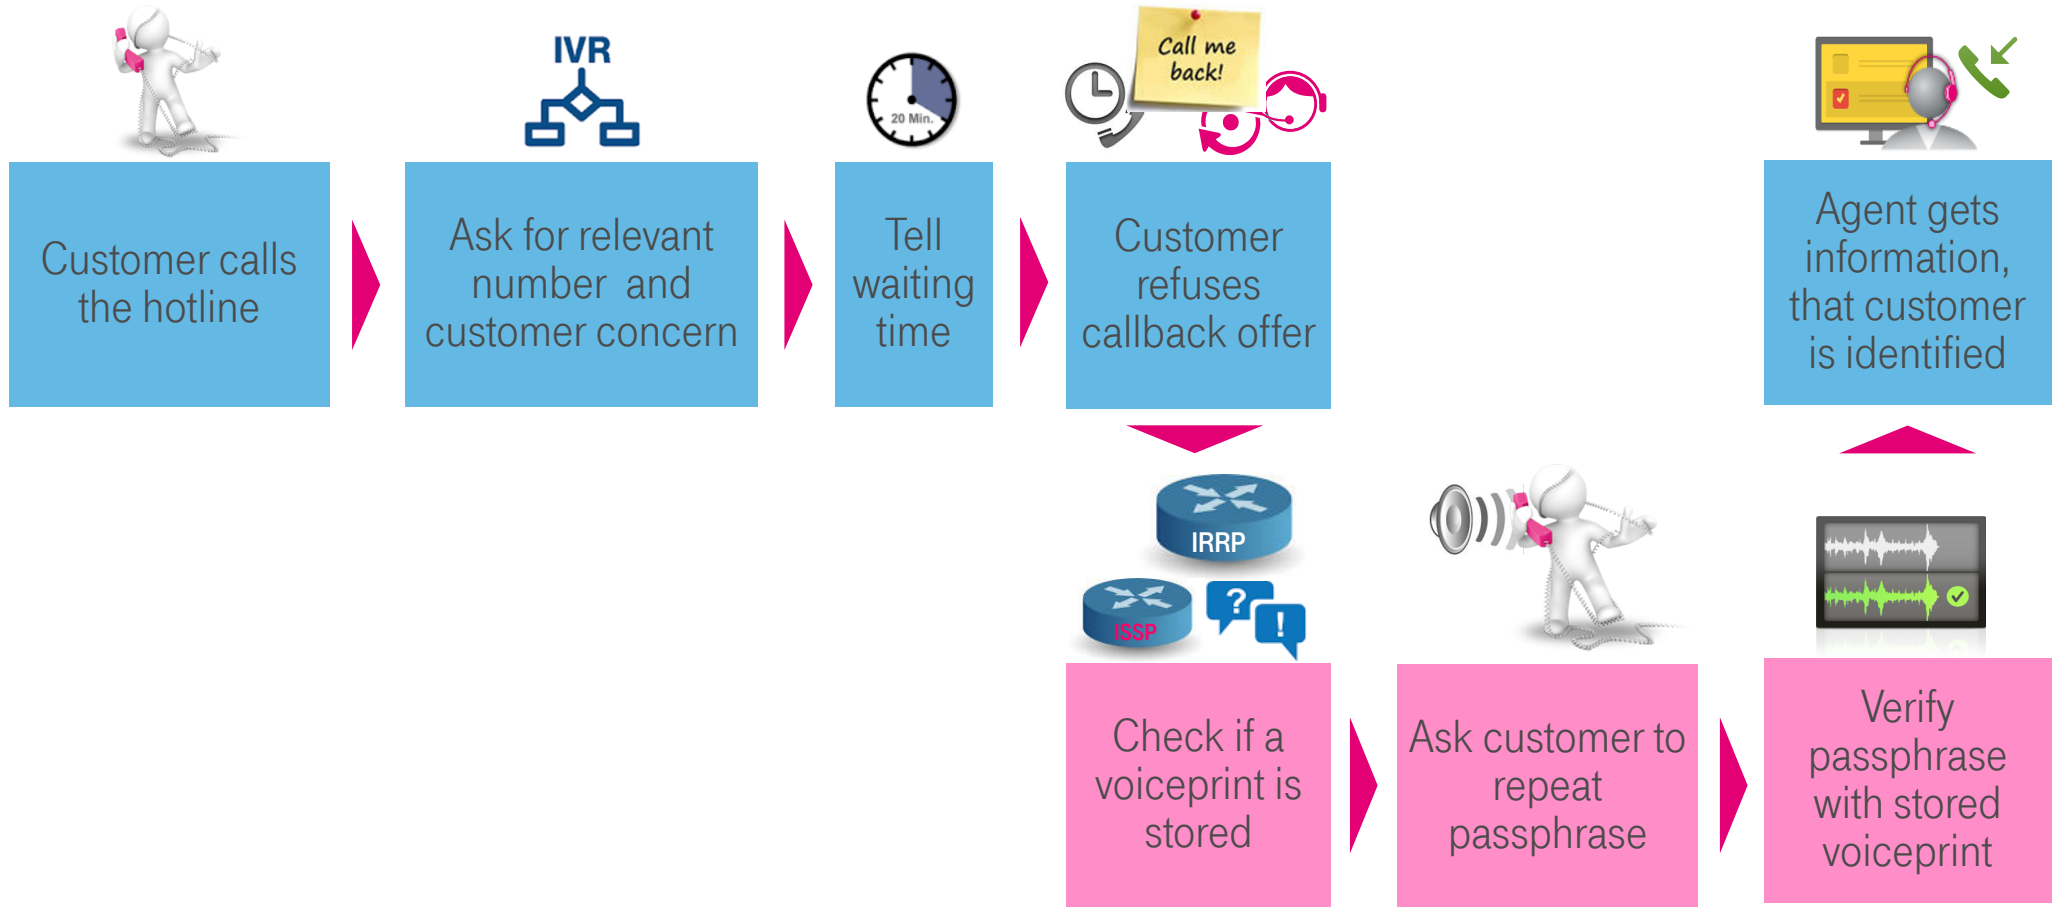 IVR
20 Min.
Call me
back!
Customer calls
the hotline
Ask for relevant
number and
customer concern
Tell
waiting
time
Customer
refuses
callback offer
Agent gets
information,
that customer
is identified
IRRP
ISSP
?
!
Check if a
voiceprint is
stored
Ask customer to
repeat
passphrase
Verify
passphrase
with stored
voiceprint